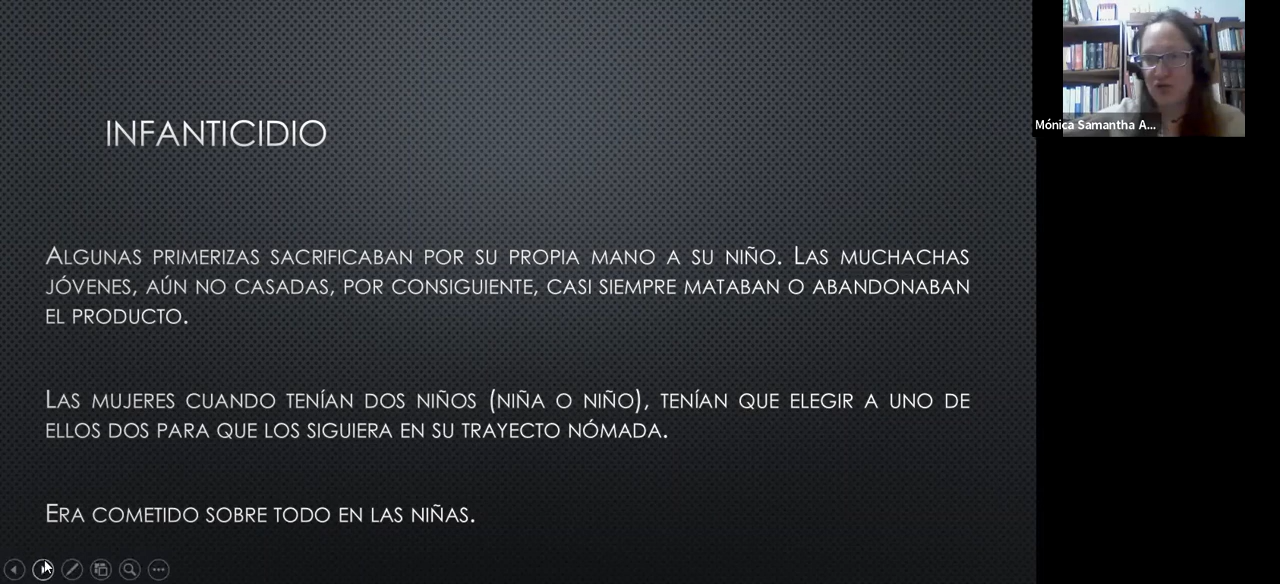 INFANTICIDIO
ALGUNAS PRIMERIZAS SACRIFICABAN POR SU PROPIA MANO A SU NIÑO. LAS MUCHACHAS
JÓVENES, AÚN NO CASADAS, POR CONSIGUIENTE, CASI SIEMPRE MATABAN O ABANDONABAN
EL PRODUCTO.
LAS MUJERES CUANDO TENÍAN DOS NIÑOS (NIÑA O NIÑO), TENÍAN QUE ELEGIR A UNO DE
ELLOS DOS PARA QUE LOS SIGUIERA EN SU TRAYECTO NÓMADA.
ERA COMETIDO SOBRE TODO EN LAS NIÑAS.
Mónica Samantha A...